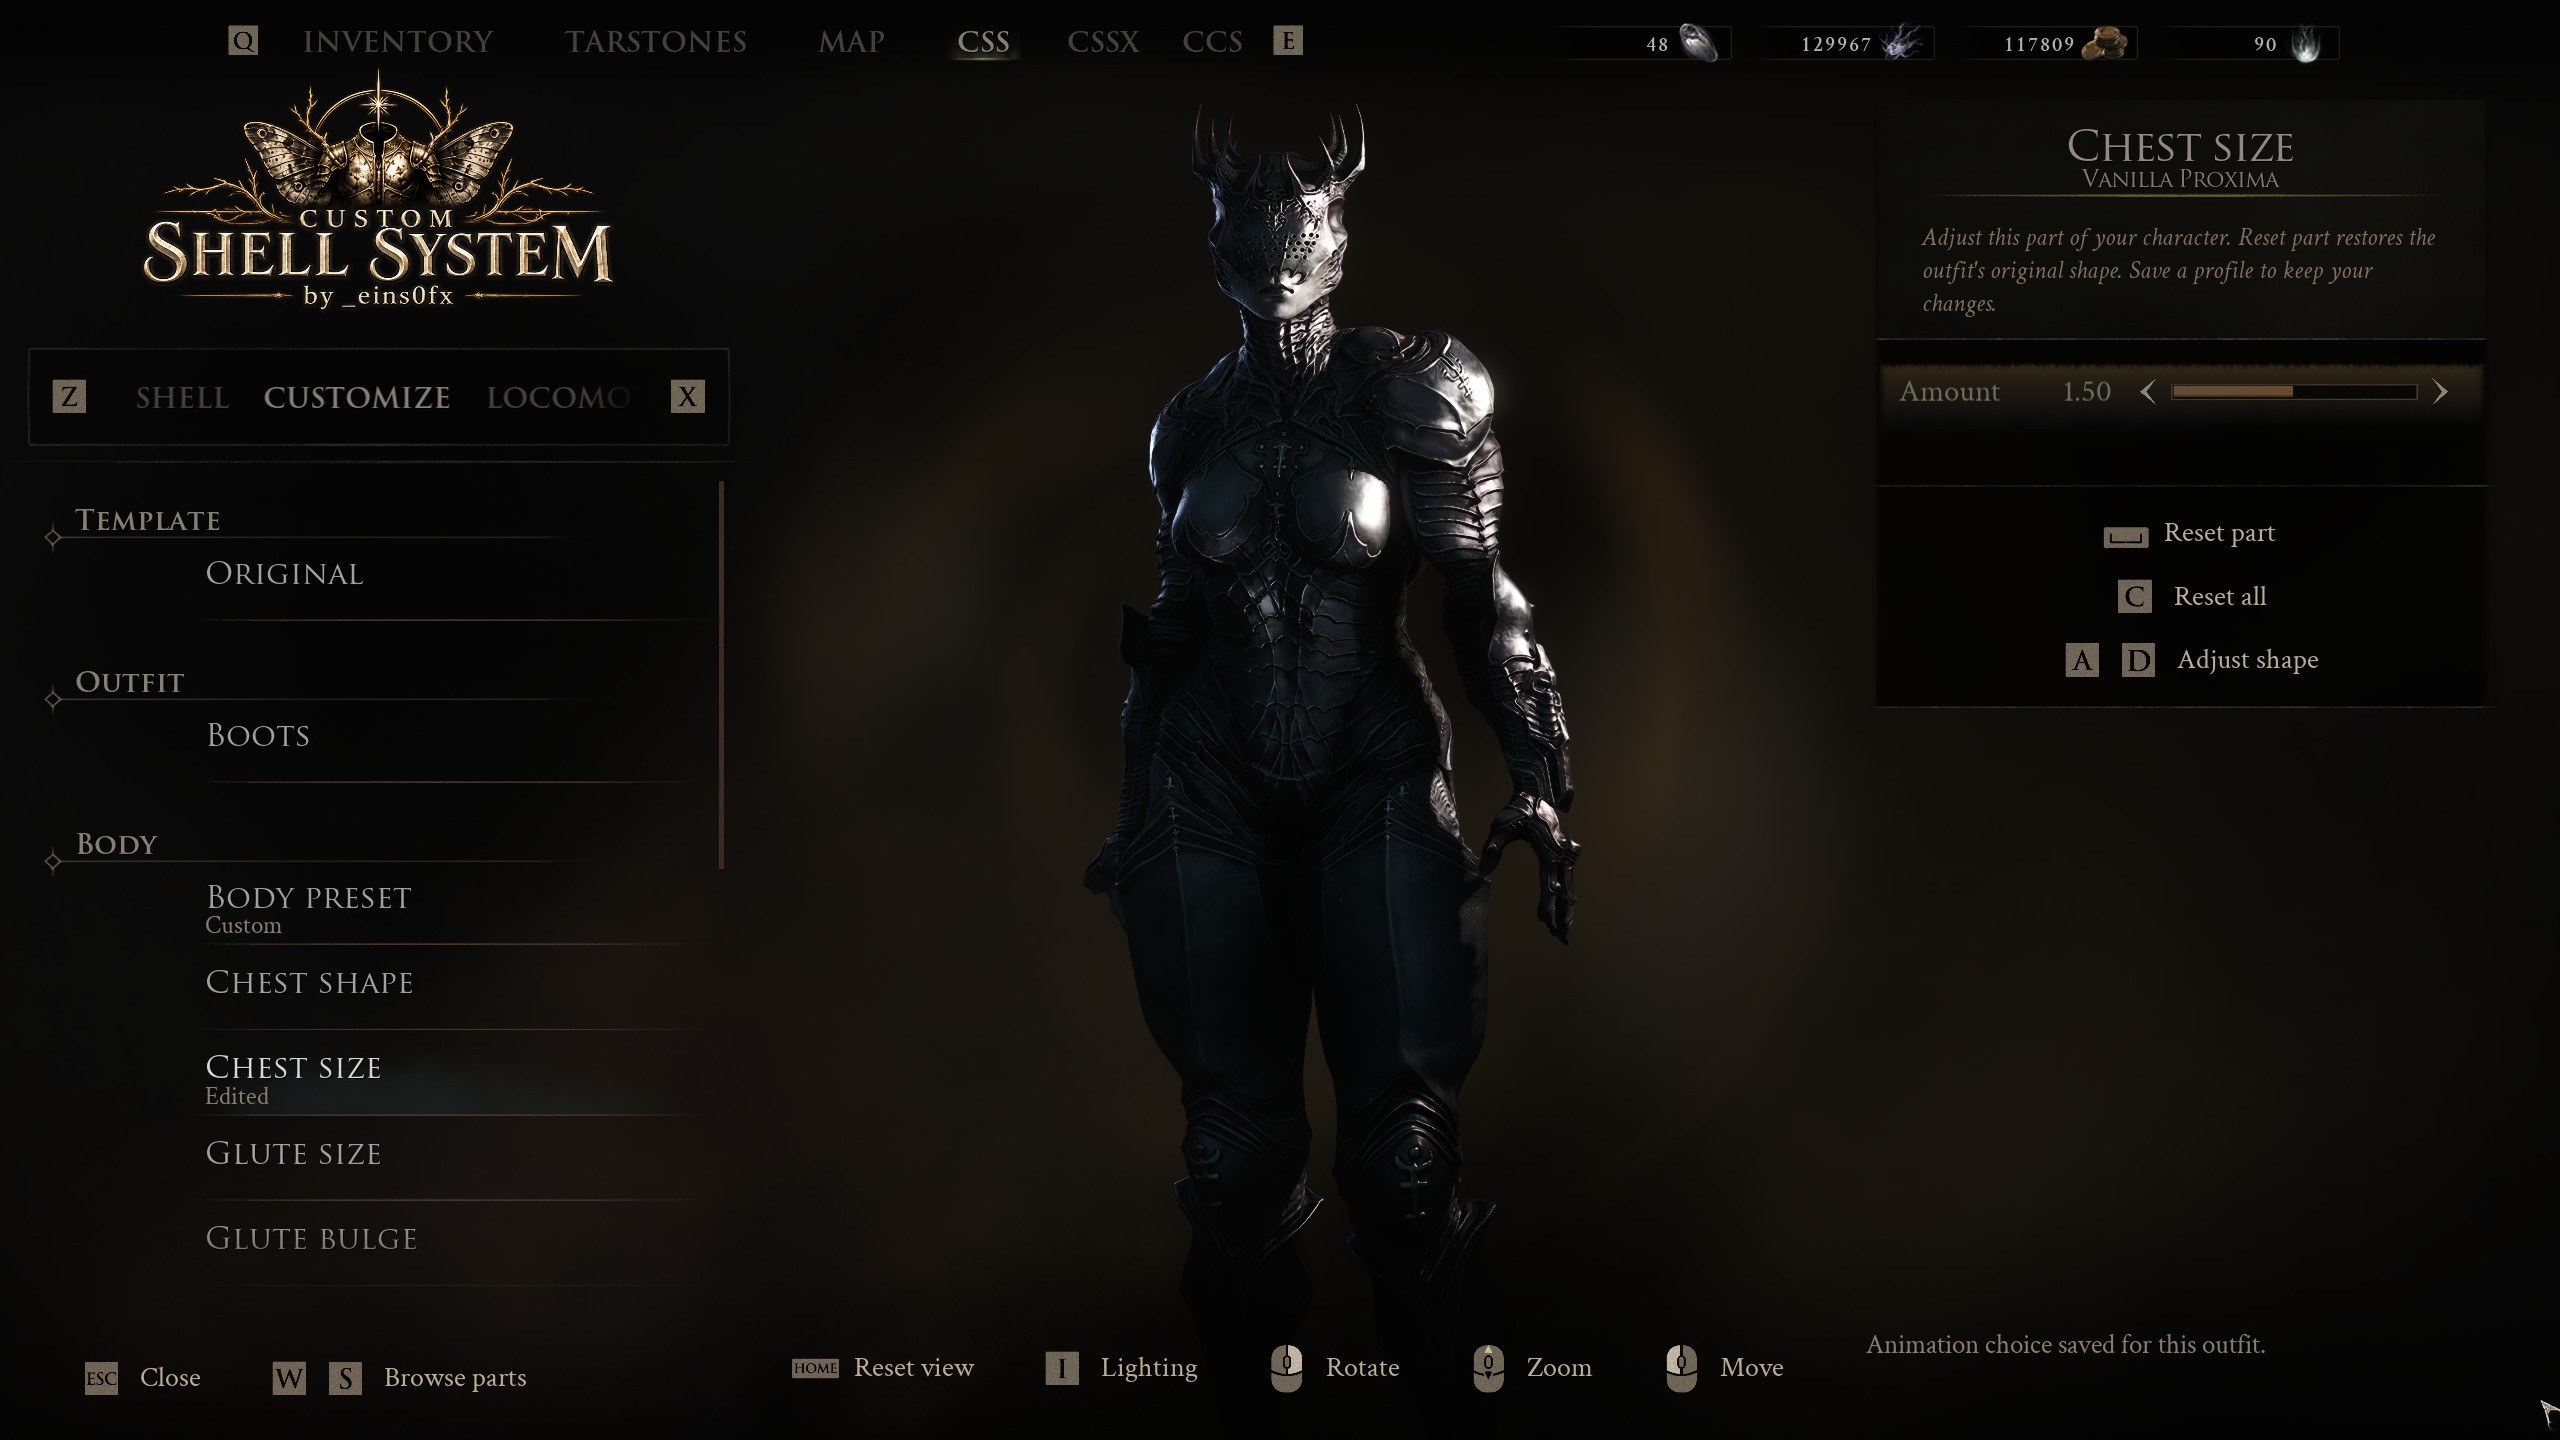 Q INVENTORY TARSTONES MAP CSS CSSX CCS E
48 129967 117809 90
CUSTOM
SHELL SYSTEM
by _eins0fx
Z SHELL CUSTOMIZE LOCOMO X
TEMPLATE
ORIGINAL
OUTFIT
BOOTS
BODY
BODY PRESET
Custom
CHEST SHAPE
CHEST SIZE
Edited
GLUTE SIZE
GLUTE BULGE
CHEST SIZE
VANILLA PROXIMA
Adjust this part of your character. Reset part restores the
outfit's original shape. Save a profile to keep your
changes.
Amount 1.50
Reset part
C Reset all
A D Adjust shape
Animation choice saved for this outfit.
ESC Close W S Browse parts HOME Reset view I Lighting Rotate Zoom Move